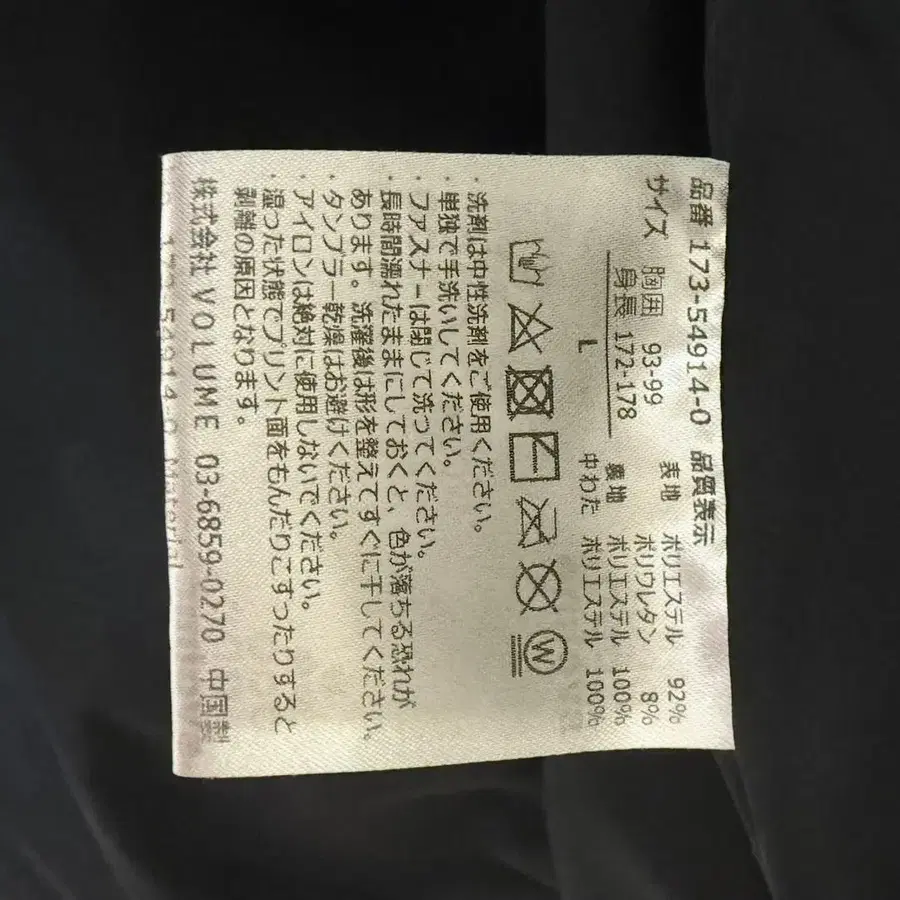 品番 173-54914-0 品質表示
サイズ 胸囲 93-99
身長 172-178
L
表地 ポリエステル 92%
ポリウレタン 8%
裏地 ポリエステル 100%
中わた ポリエステル 100%
W
・洗剤は中性洗剤をご使用ください。
・単独で手洗いしてください。
・ファスナーは閉じて洗ってください。
・長時間濡れたままにしておくと、色が落ちる恐れが
あります。洗濯後は形を整えてすぐに干してください。
・タンブラー乾燥はお避けください。
・アイロンは絶対に使用しないでください。
・湿った状態でプリント面をもんだりこすったりすると
剥離の原因となります。
株式会社VOLUME 03-6859-0270 中国製